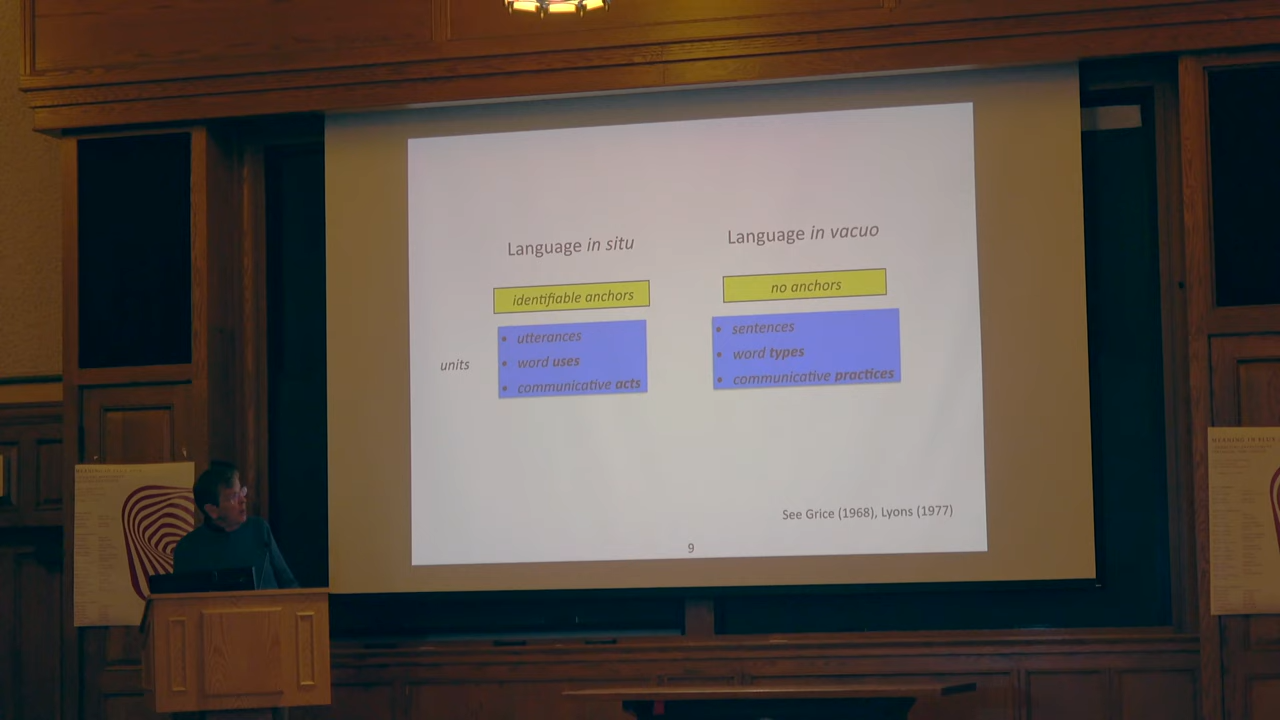 Language in situ
Language in vacuo
identifiable anchors
no anchors
units
• utterances
• word uses
• communicative acts
• sentences
• word types
• communicative practices
See Grice (1968), Lyons (1977)
9